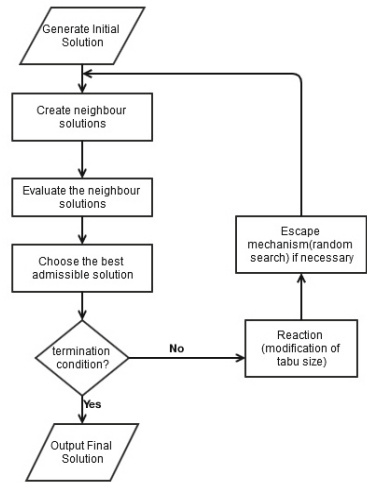 Generate Initial
Solution
Create neighbour
solutions
Evaluate the neighbour
solutions
Choose the best
admissible solution
termination
condition?
No
Yes
Output Final
Solution
Reaction
(modification of
tabu size)
Escape
mechanism(random
search) if necessary